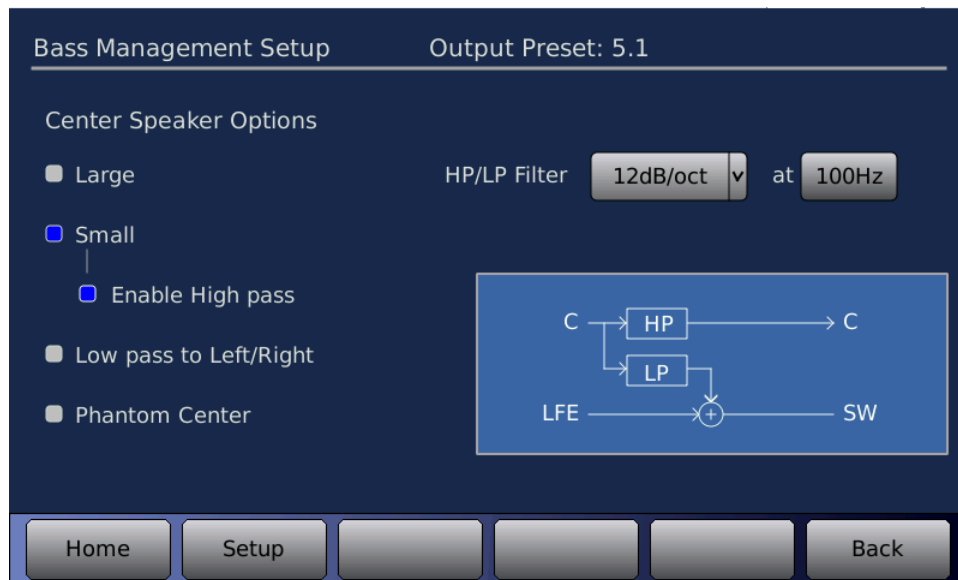 Bass Management Setup Output Preset: 5.1
Center Speaker Options
Large
HP/LP Filter 12dB/oct v at 100Hz
Small
Enable High pass
Low pass to Left/Right
Phantom Center
C HP C
LP
LFE + SW
Home Setup Back